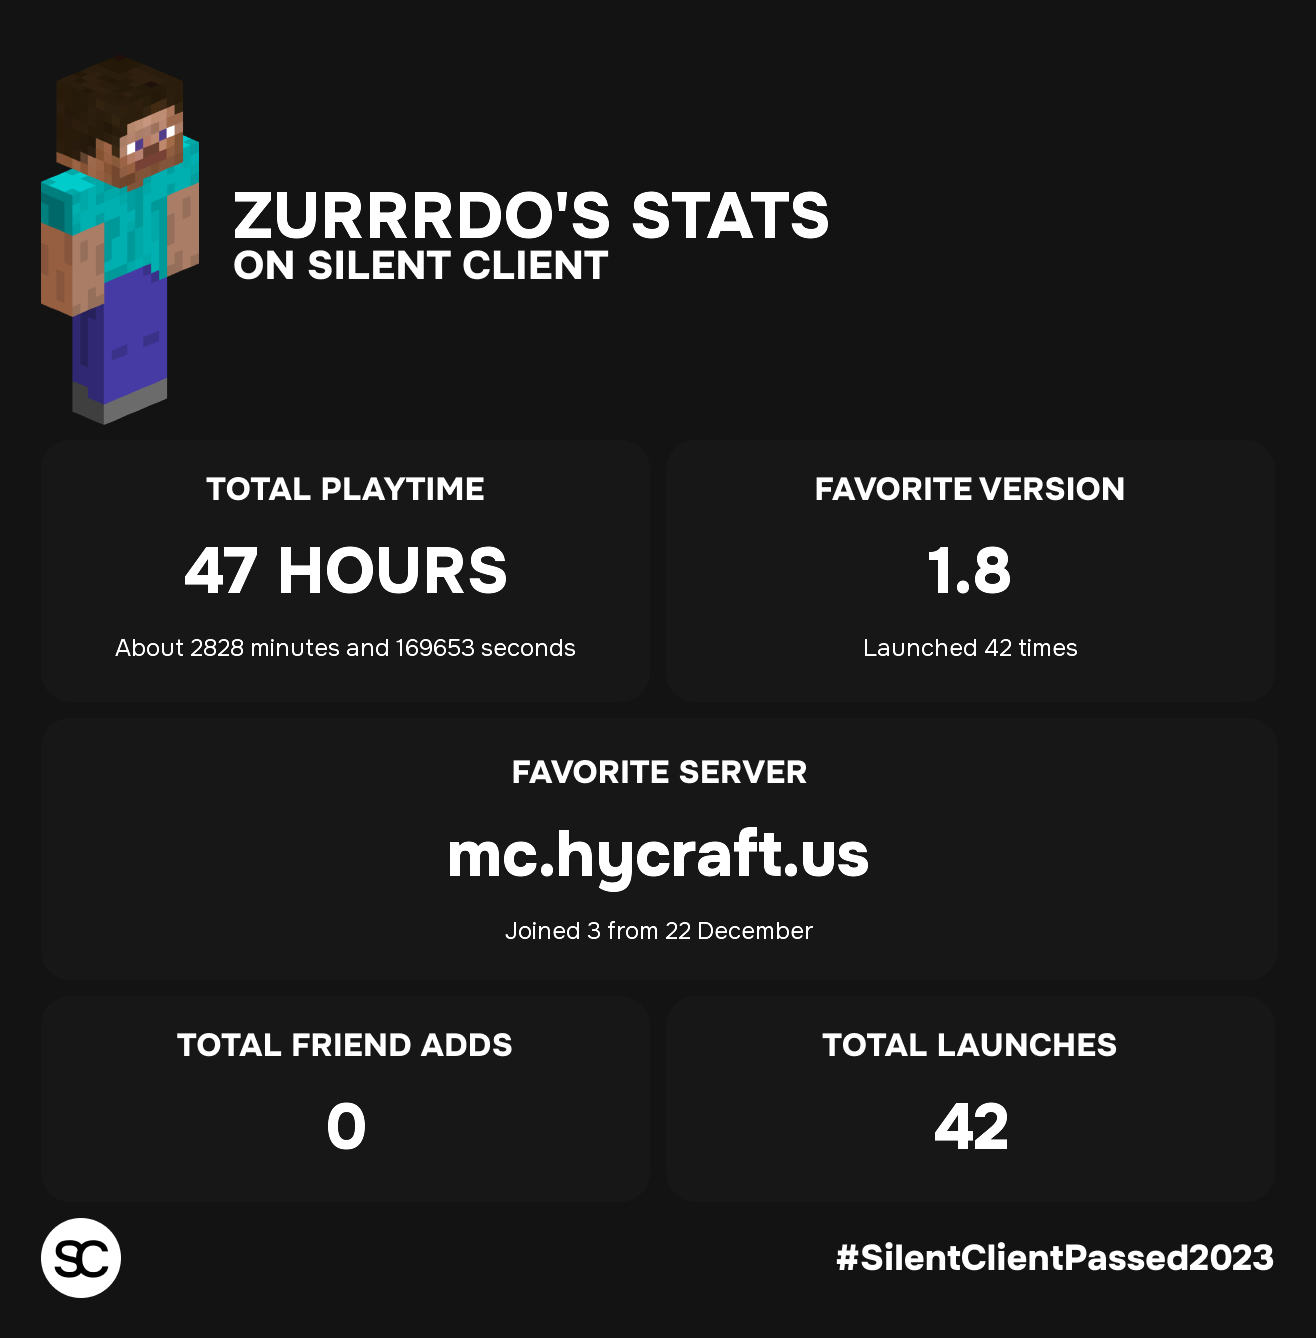 ZURRRDO'S STATS
ON SILENT CLIENT
TOTAL PLAYTIME
47 HOURS
About 2828 minutes and 169653 seconds
FAVORITE VERSION
1.8
Launched 42 times
FAVORITE SERVER
mc.hycraft.us
Joined 3 from 22 December
TOTAL FRIEND ADDS
0
TOTAL LAUNCHES
42
SC
#SilentClientPassed2023